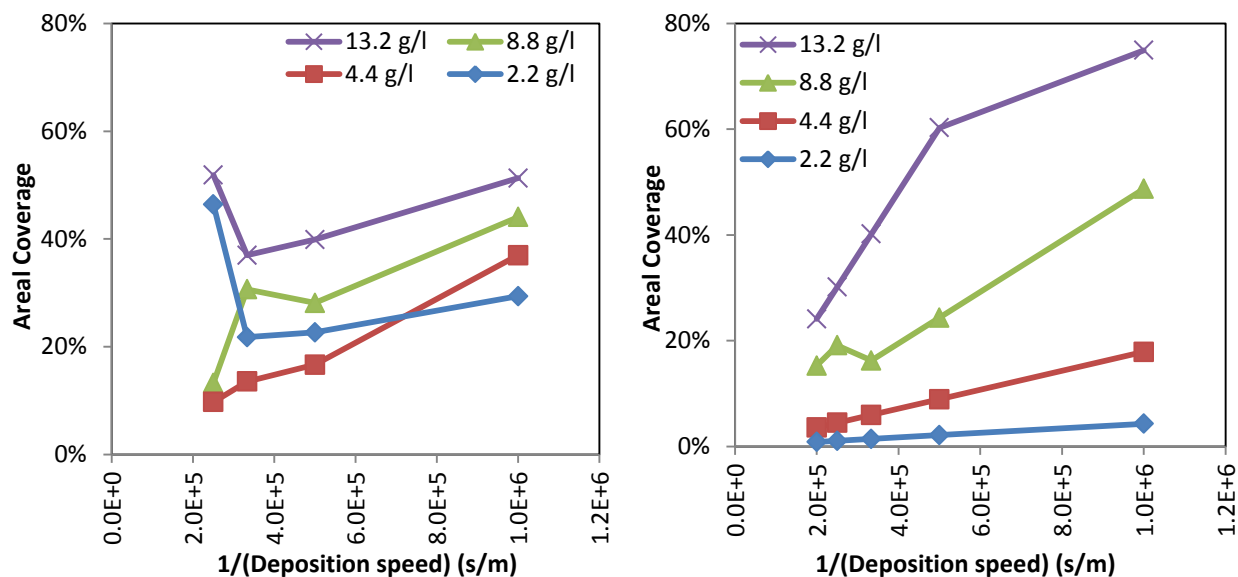 80%
60%
40%
20%
0%
Areal Coverage
13.2 g/l
8.8 g/l
4.4 g/l
2.2 g/l
0.0E+0
2.0E+5
4.0E+5
6.0E+5
8.0E+5
1.0E+6
1.2E+6
1/(Deposition speed) (s/m)
80%
60%
40%
20%
0%
Areal Coverage
13.2 g/l
8.8 g/l
4.4 g/l
2.2 g/l
0.0E+0
2.0E+5
4.0E+5
6.0E+5
8.0E+5
1.0E+6
1.2E+6
1/(Deposition speed) (s/m)